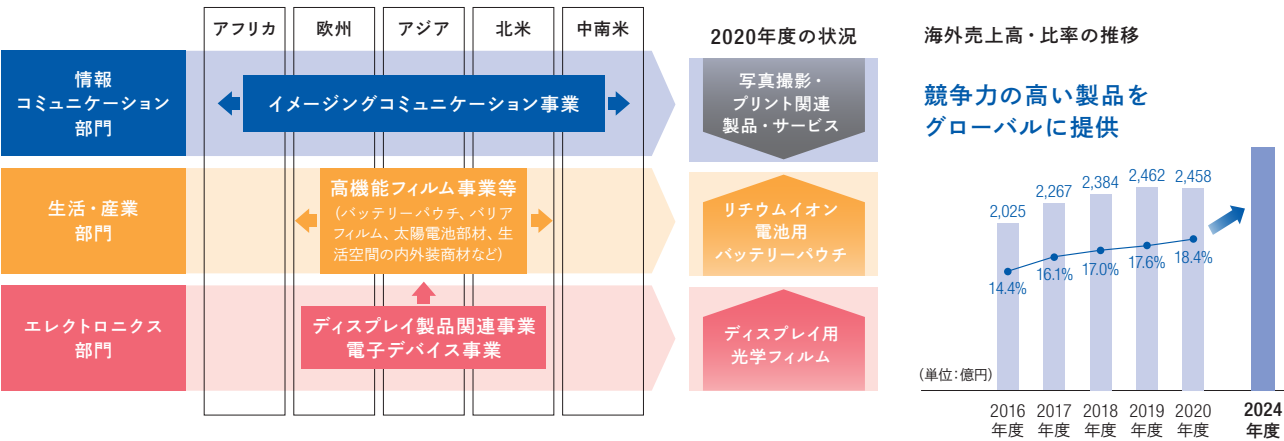 アフリカ
欧州
アジア
北米
中南米
2020年度の状況
情報
コミュニケーション
部門
イメージングコミュニケーション事業
写真撮影・
プリント関連
製品・サービス
生活・産業
部門
高機能フィルム事業等
（バッテリーパウチ、バリア
フィルム、太陽電池部材、生
活空間の内外装商材など）
リチウムイオン
電池用
バッテリーパウチ
エレクトロニクス
部門
ディスプレイ製品関連事業
電子デバイス事業
ディスプレイ用
光学フィルム
海外売上高・比率の推移
競争力の高い製品を
グローバルに提供
2,025
2,267
2,384
2,462
2,458
14.4%
16.1%
17.0%
17.6%
18.4%
（単位：億円）
2016
年度
2017
年度
2018
年度
2019
年度
2020
年度
2024
年度